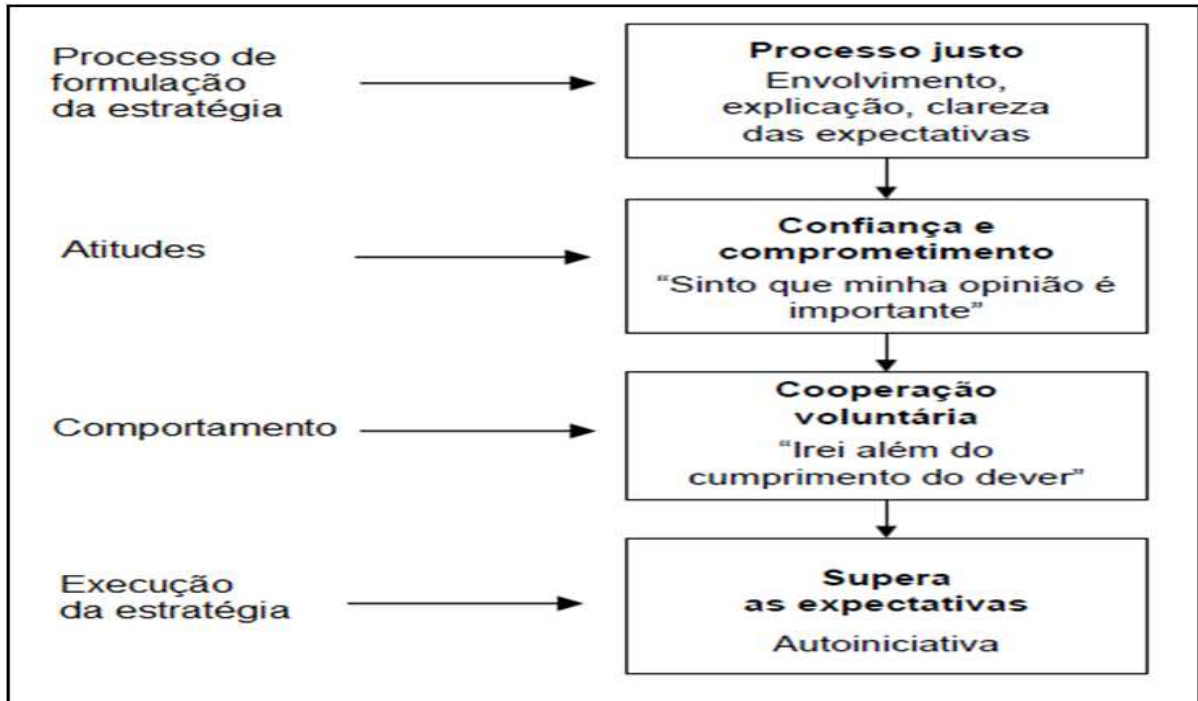 Processo de
formulação
da estratégia
Processo justo
Envolvimento,
explicação, clareza
das expectativas
Atitudes
Confiança e
comprometimento
“Sinto que minha opinião é
importante”
Comportamento
Cooperação
voluntária
“Irei além do
cumprimento do dever”
Execução
da estratégia
Supera
as expectativas
Autoiniciativa